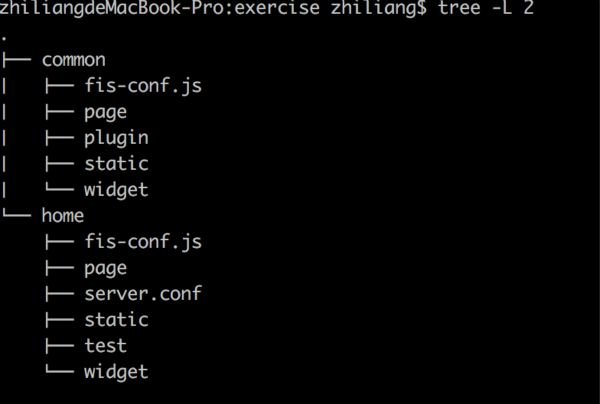 zhiliangdeMacBook-Pro:exercise zhiliang$ tree -L 2
.
├── common
│   ├── fis-conf.js
│   ├── page
│   ├── plugin
│   ├── static
│   └── widget
└── home
    ├── fis-conf.js
    ├── page
    ├── server.conf
    ├── static
    ├── test
    └── widget